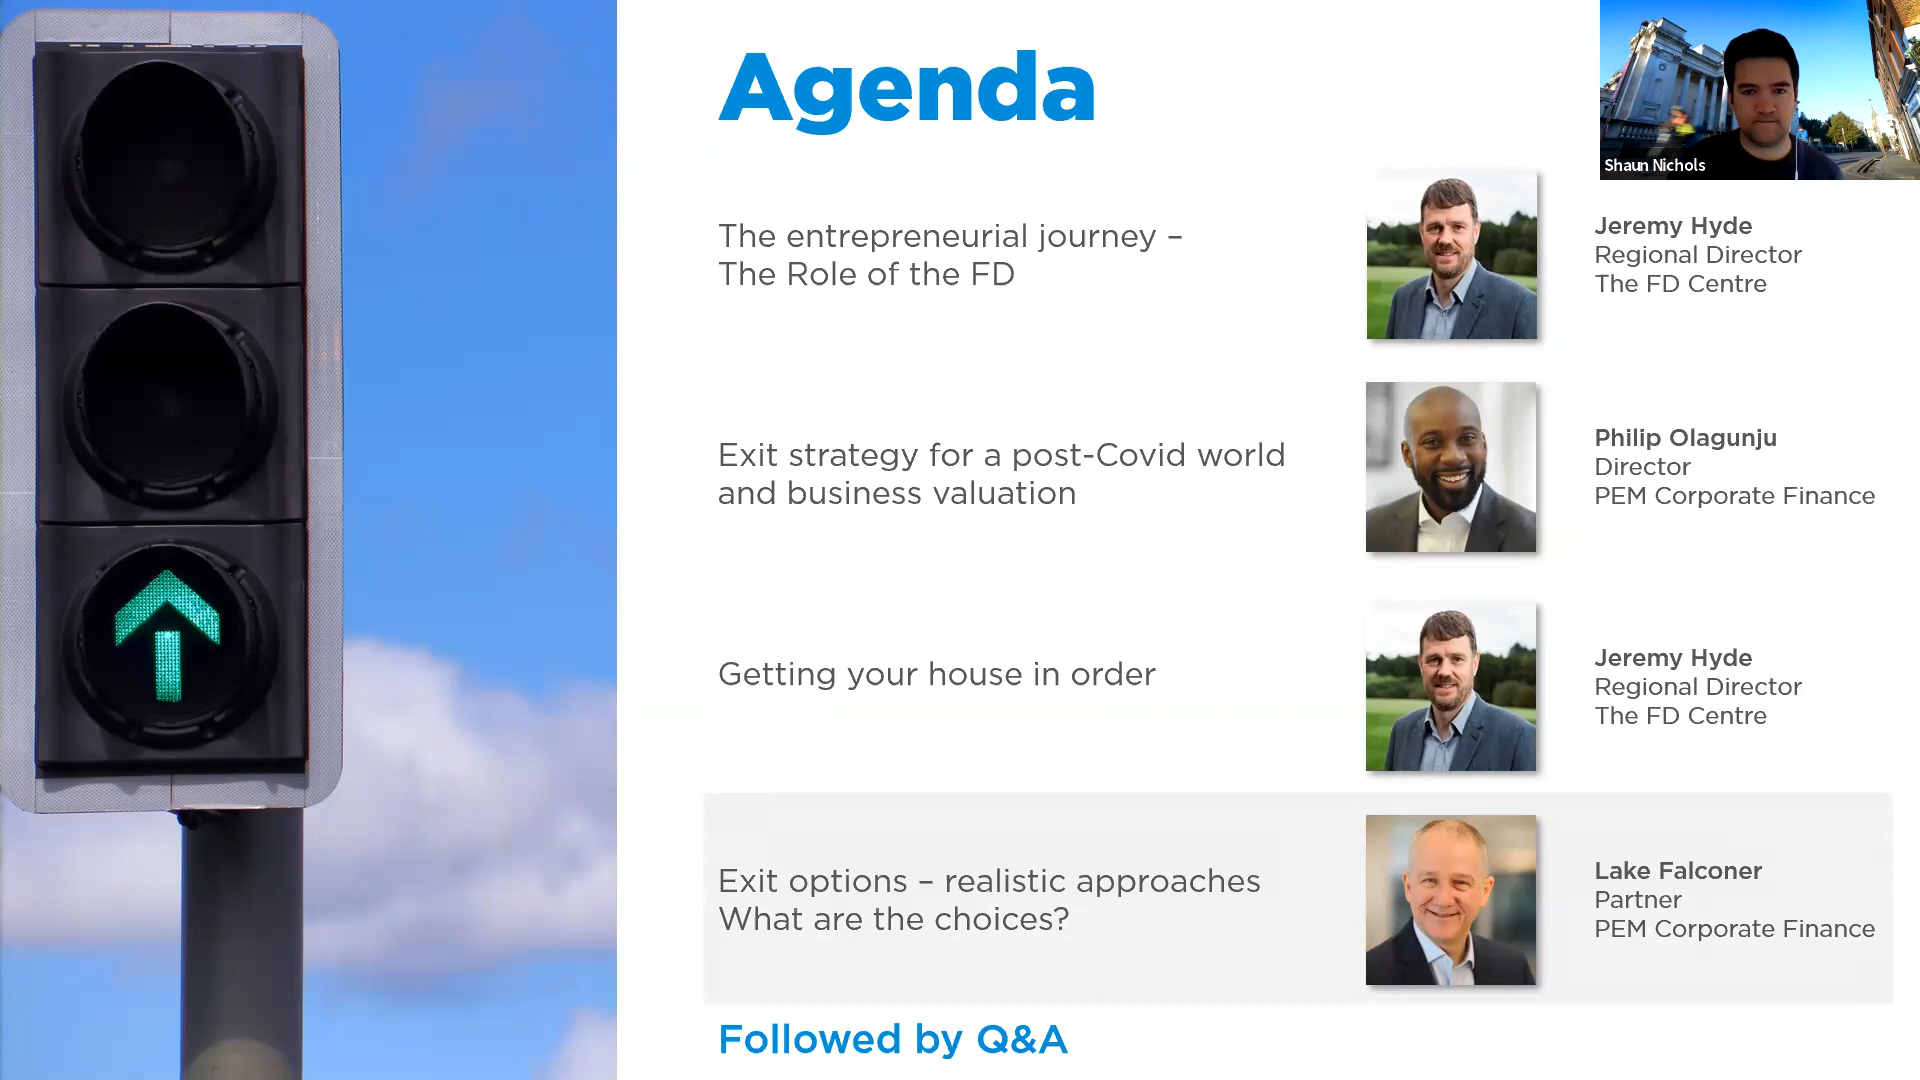 Agenda
Shaun Nichols
The entrepreneurial journey –
The Role of the FD
Jeremy Hyde
Regional Director
The FD Centre
Exit strategy for a post-Covid world
and business valuation
Philip Olagunju
Director
PEM Corporate Finance
Getting your house in order
Jeremy Hyde
Regional Director
The FD Centre
Exit options – realistic approaches
What are the choices?
Lake Falconer
Partner
PEM Corporate Finance
Followed by Q&A